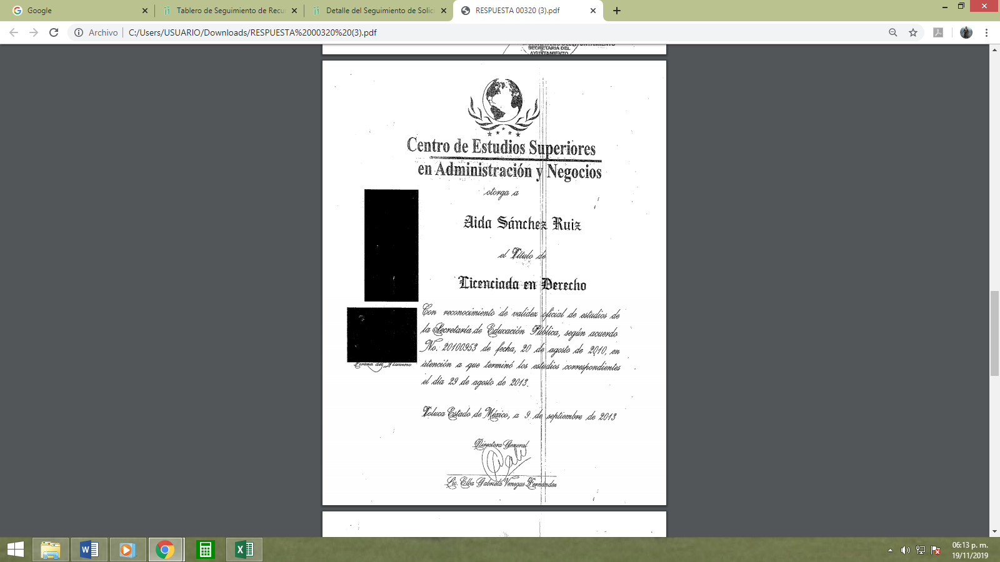 Google
Tablero de Seguimiento de Recu
Detalle del Seguimiento de Solici
RESPUESTA 00320 (3).pdf
Archivo
C:/Users/USUARIO/Downloads/RESPUESTA%2000320%20(3).pdf
SECRETARIA DEL
AYUNTAMIENTO
Centro de Estudios Superiores
en Administración y Negocios
otorga a
Aida Sánchez Ruiz
el Título de
Licenciada en Derecho
Con reconocimiento de validez oficial de estudios de
la Secretaría de Educación Pública, según acuerdo
No. 20100953 de fecha, 20 de agosto de 2010, en
atención a que terminó los estudios correspondientes
el día 29 de agosto de 2013.
Firma del Alumno
Toluca Estado de México, a 9 de septiembre de 2013
Directora General
Lic. Elba Gabriela Venegas Fernández
06:13 p. m.
19/11/2019